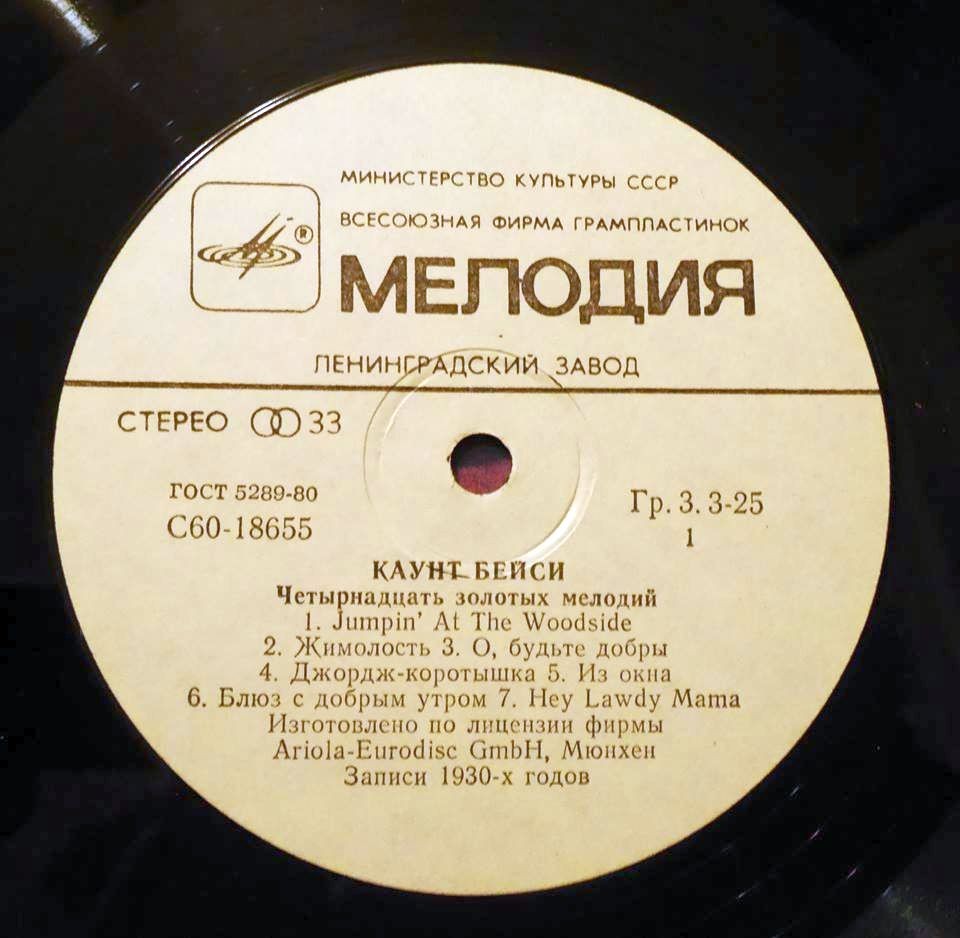 МИНИСТЕРСТВО КУЛЬТУРЫ СССР
ВСЕСОЮЗНАЯ ФИРМА ГРАМПЛАСТИНОК
®
МЕЛОДИЯ
ЛЕНИНГРАДСКИЙ ЗАВОД
СТЕРЕО 33
ГОСТ 5289-80
С60-18655
Гр. 3. 3-25
1
КАУНТ БЕЙСИ
Четырнадцать золотых мелодий
1. Jumpin' At The Woodside
2. Жимолость 3. О, будьте добры
4. Джордж-коротышка 5. Из окна
6. Блюз с добрым утром 7. Hey Lawdy Mama
Изготовлено по лицензии фирмы
Ariola-Eurodisc GmbH, Мюнхен
Записи 1930-х годов